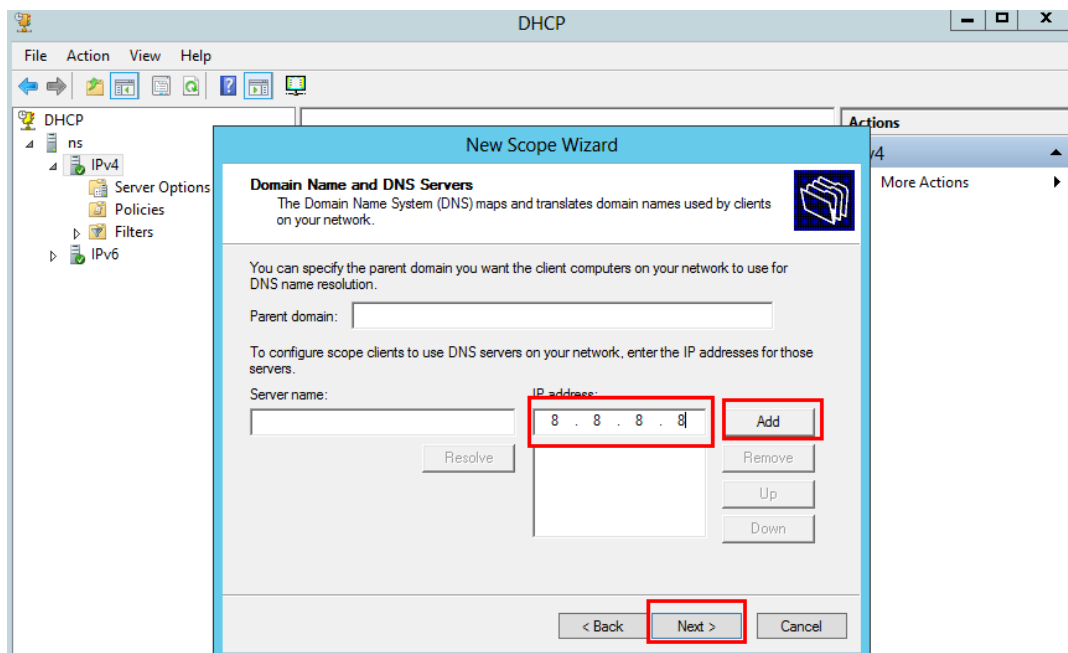 DHCP
File Action View Help
DHCP
ns
IPv4
Server Options
Policies
Filters
IPv6
Actions
More Actions
New Scope Wizard
Domain Name and DNS Servers
The Domain Name System (DNS) maps and translates domain names used by clients
on your network.
You can specify the parent domain you want the client computers on your network to use for
DNS name resolution.
Parent domain:
To configure scope clients to use DNS servers on your network, enter the IP addresses for those
servers.
Server name:
IP address:
8 . 8 . 8 . 8
Add
Resolve
Remove
Up
Down
< Back
Next >
Cancel